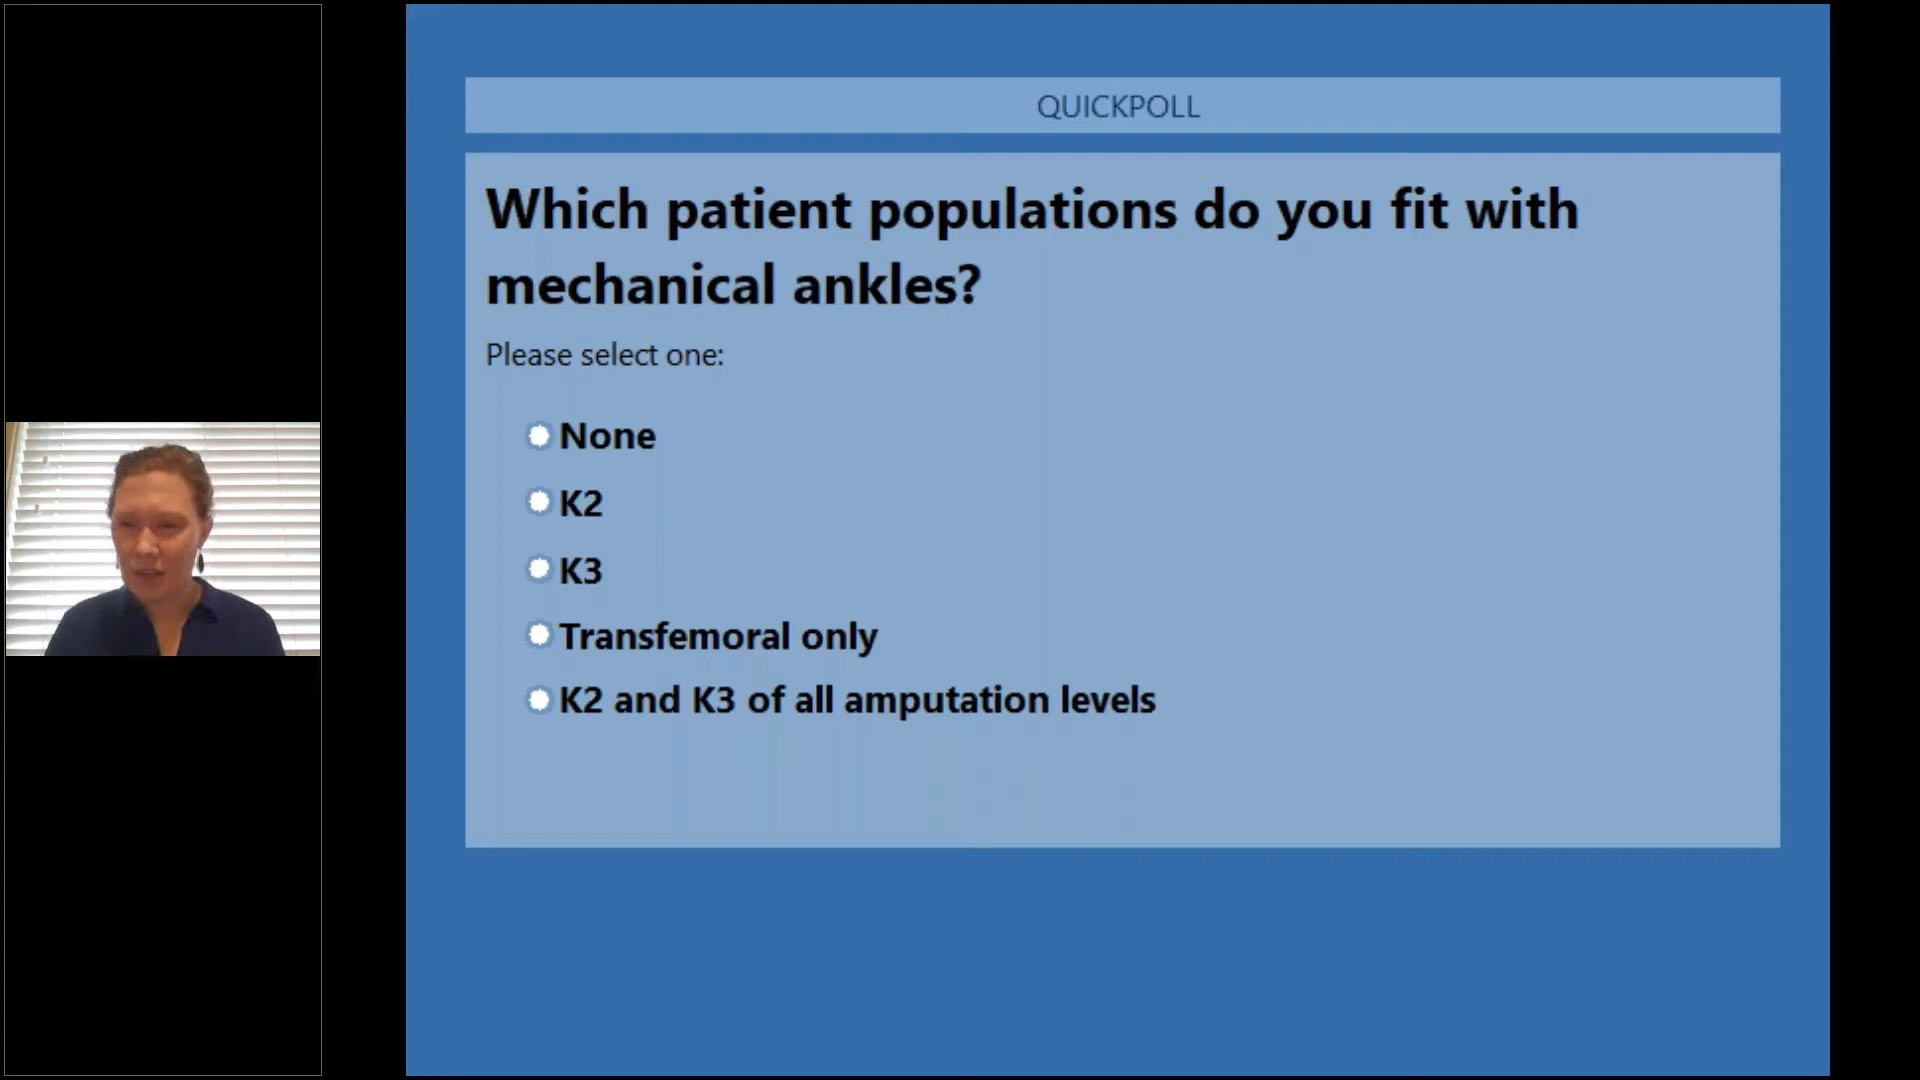 QUICKPOLL
Which patient populations do you fit with
mechanical ankles?
Please select one:
None
K2
K3
Transfemoral only
K2 and K3 of all amputation levels